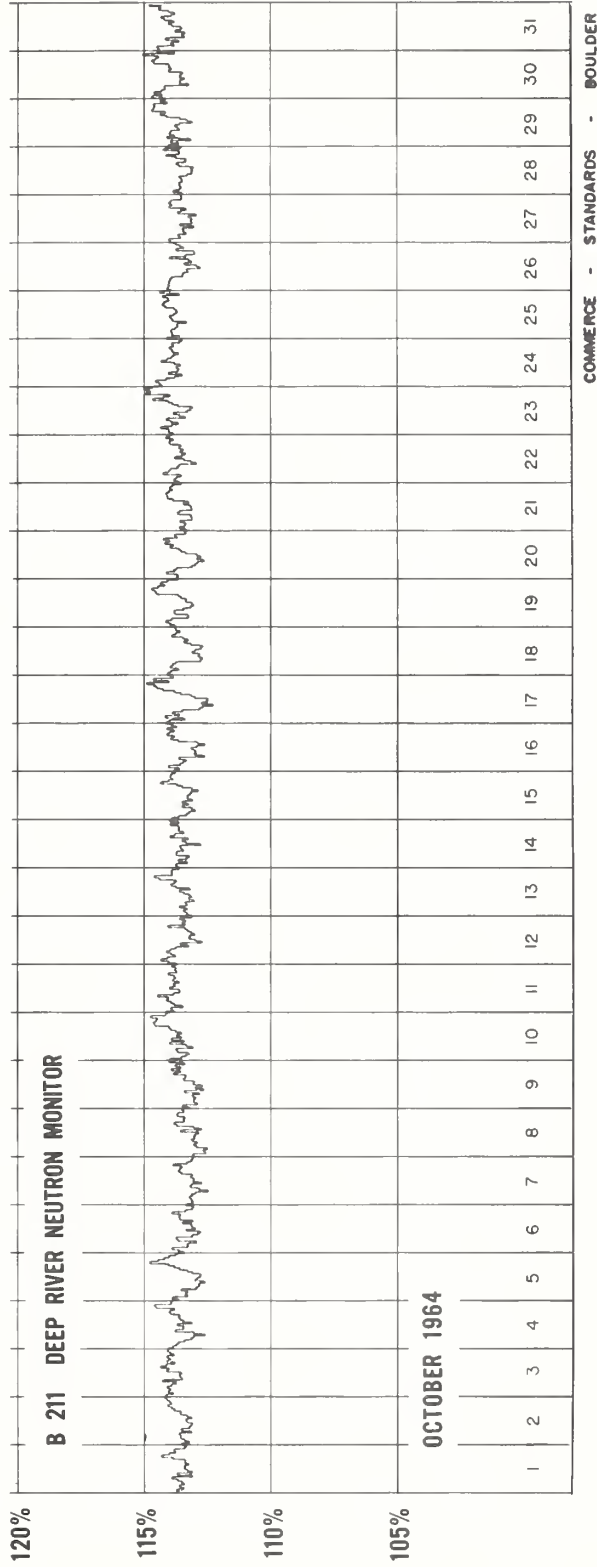 B 211 DEEP RIVER NEUTRON MONITOR
120%
115%
110%
105%
OCTOBER 1964
1 2 3 4 5 6 7 8 9 10 11 12 13 14 15 16 17 18 19 20 21 22 23 24 25 26 27 28 29 30 31
COMMERCE - STANDARDS - BOULDER